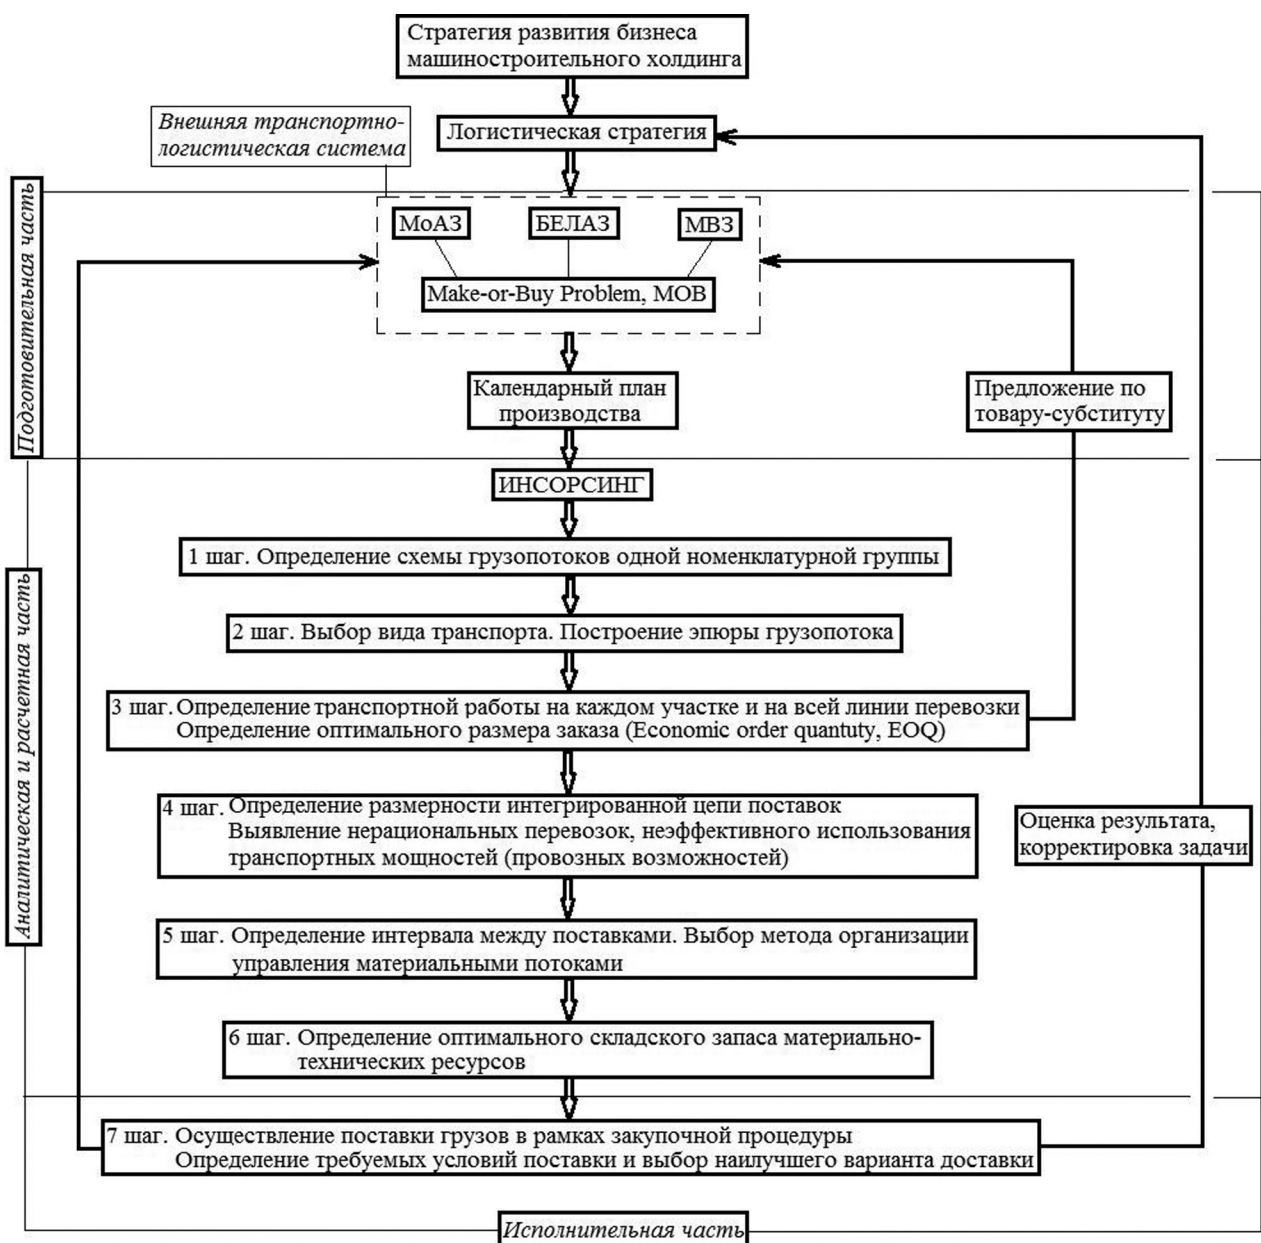 Стратегия развития бизнеса
машиностроительного холдинга
Внешняя транспортно-
логистическая система
Логистическая стратегия
Подготовительная часть
МоАЗ
БЕЛАЗ
МВЗ
Make-or-Buy Problem, MOB
Календарный план
производства
Предложение по
товару-субституту
ИНСОРСИНГ
Аналитическая и расчетная часть
1 шаг. Определение схемы грузопотоков одной номенклатурной группы
2 шаг. Выбор вида транспорта. Построение эпюры грузопотока
3 шаг. Определение транспортной работы на каждом участке и на всей линии перевозки
Определение оптимального размера заказа (Economic order quantuty, EOQ)
4 шаг. Определение размерности интегрированной цепи поставок
Выявление нерациональных перевозок, неэффективного использования
транспортных мощностей (провозных возможностей)
Оценка результата,
корректировка задачи
5 шаг. Определение интервала между поставками. Выбор метода организации
управления материальными потоками
6 шаг. Определение оптимального складского запаса материально-
технических ресурсов
7 шаг. Осуществление поставки грузов в рамках закупочной процедуры
Определение требуемых условий поставки и выбор наилучшего варианта доставки
Исполнительная часть